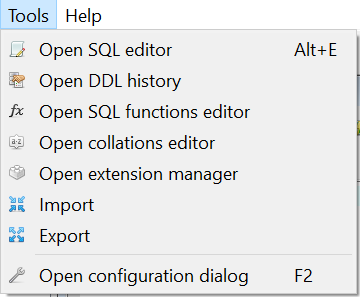 Tools Help
Open SQL editor Alt+E
Open DDL history
fx Open SQL functions editor
a-z Open collations editor
Open extension manager
Import
Export
Open configuration dialog F2